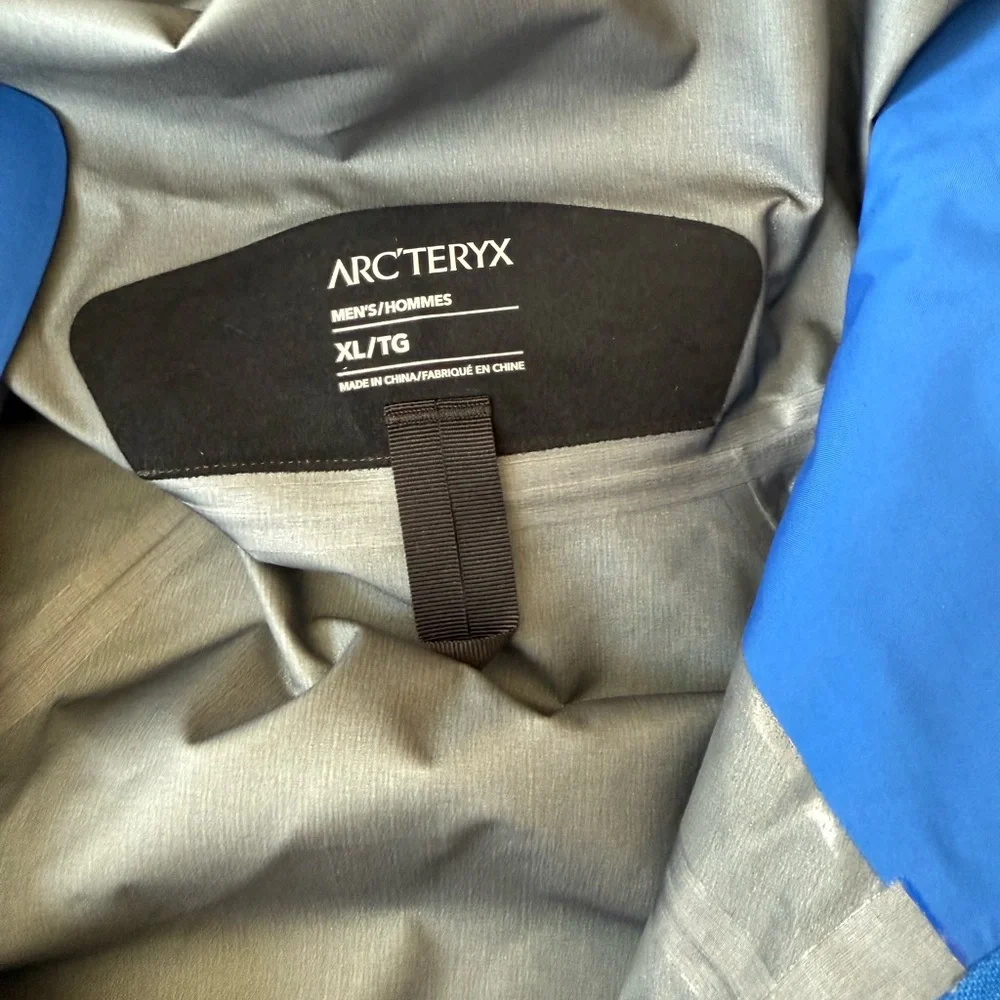 ARC'TERYX
MEN'S/HOMMES
XL/TG
MADE IN CHINA/FABRIQUÉ EN CHINE